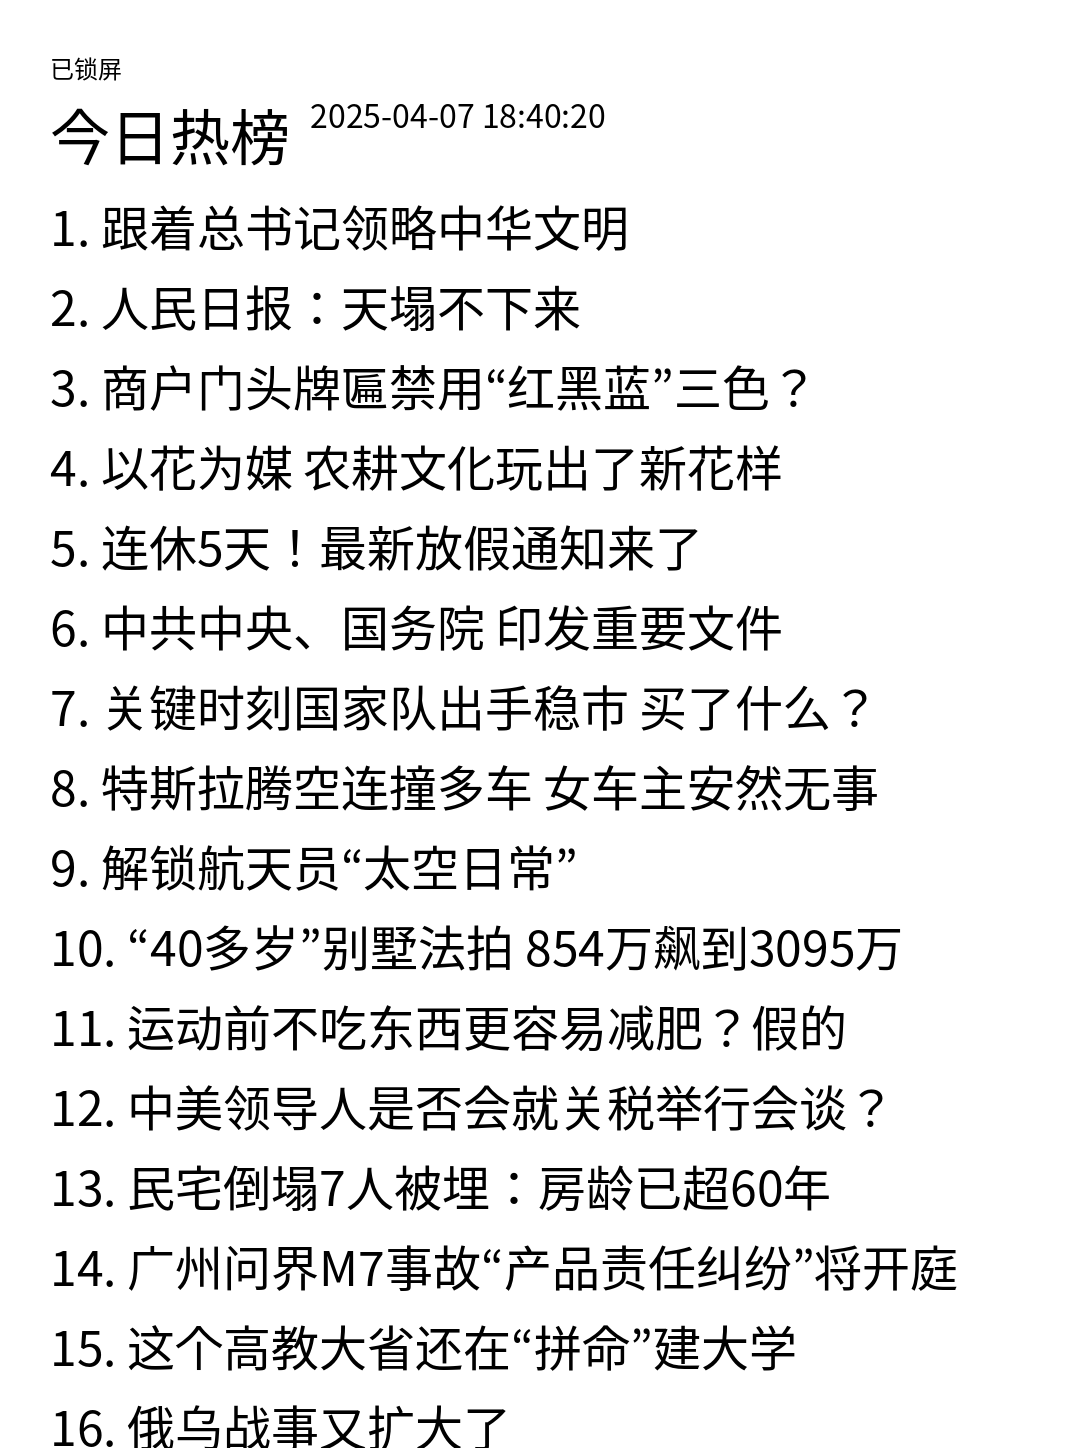 已锁屏
今日热榜 2025-04-07 18:40:20
1. 跟着总书记领略中华文明
2. 人民日报：天塌不下来
3. 商户门头牌匾禁用“红黑蓝”三色？
4. 以花为媒 农耕文化玩出了新花样
5. 连休5天！最新放假通知来了
6. 中共中央、国务院 印发重要文件
7. 关键时刻国家队出手稳市 买了什么？
8. 特斯拉腾空连撞多车 女车主安然无事
9. 解锁航天员“太空日常”
10. “40多岁”别墅法拍 854万飙到3095万
11. 运动前不吃东西更容易减肥？假的
12. 中美领导人是否会就关税举行会谈？
13. 民宅倒塌7人被埋：房龄已超60年
14. 广州问界M7事故“产品责任纠纷”将开庭
15. 这个高教大省还在“拼命”建大学
16. 俄乌战事又扩大了